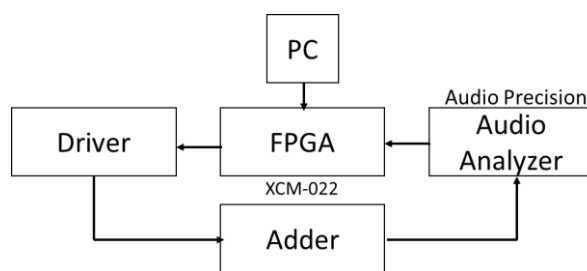 PC
Audio Precision
Driver
FPGA
Audio
Analyzer
XCM-022
Adder